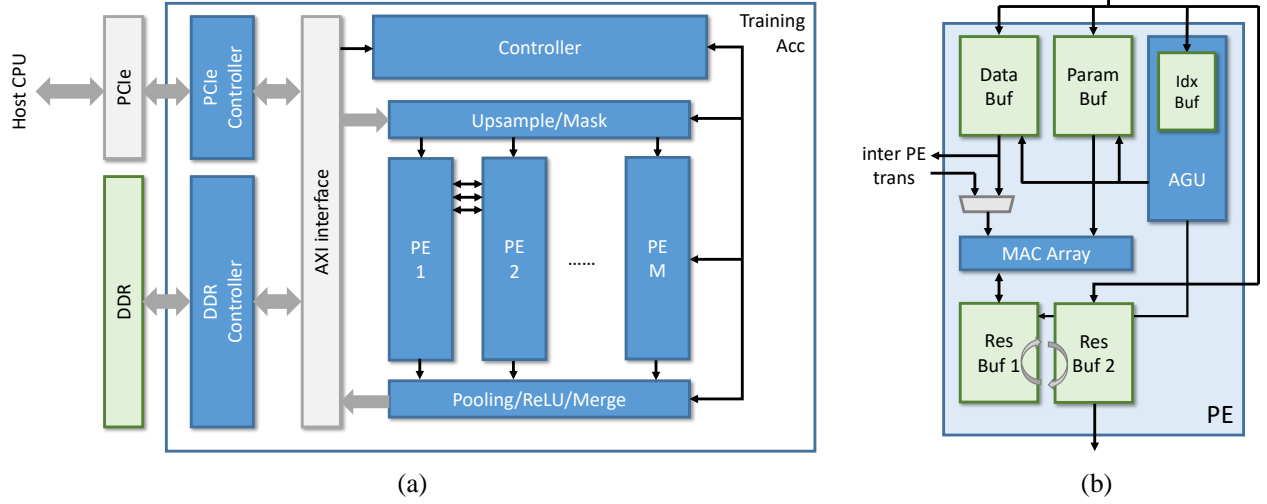 Host CPU
PCIe
PCIe
Controller
DDR
DDR
Controller
AXI interface
Training
Acc
Controller
Upsample/Mask
PE
1
PE
2
......
PE
M
Pooling/ReLU/Merge
(a)
Data
Buf
Param
Buf
Idx
Buf
AGU
inter PE
trans
MAC Array
Res
Buf 1
Res
Buf 2
PE
(b)